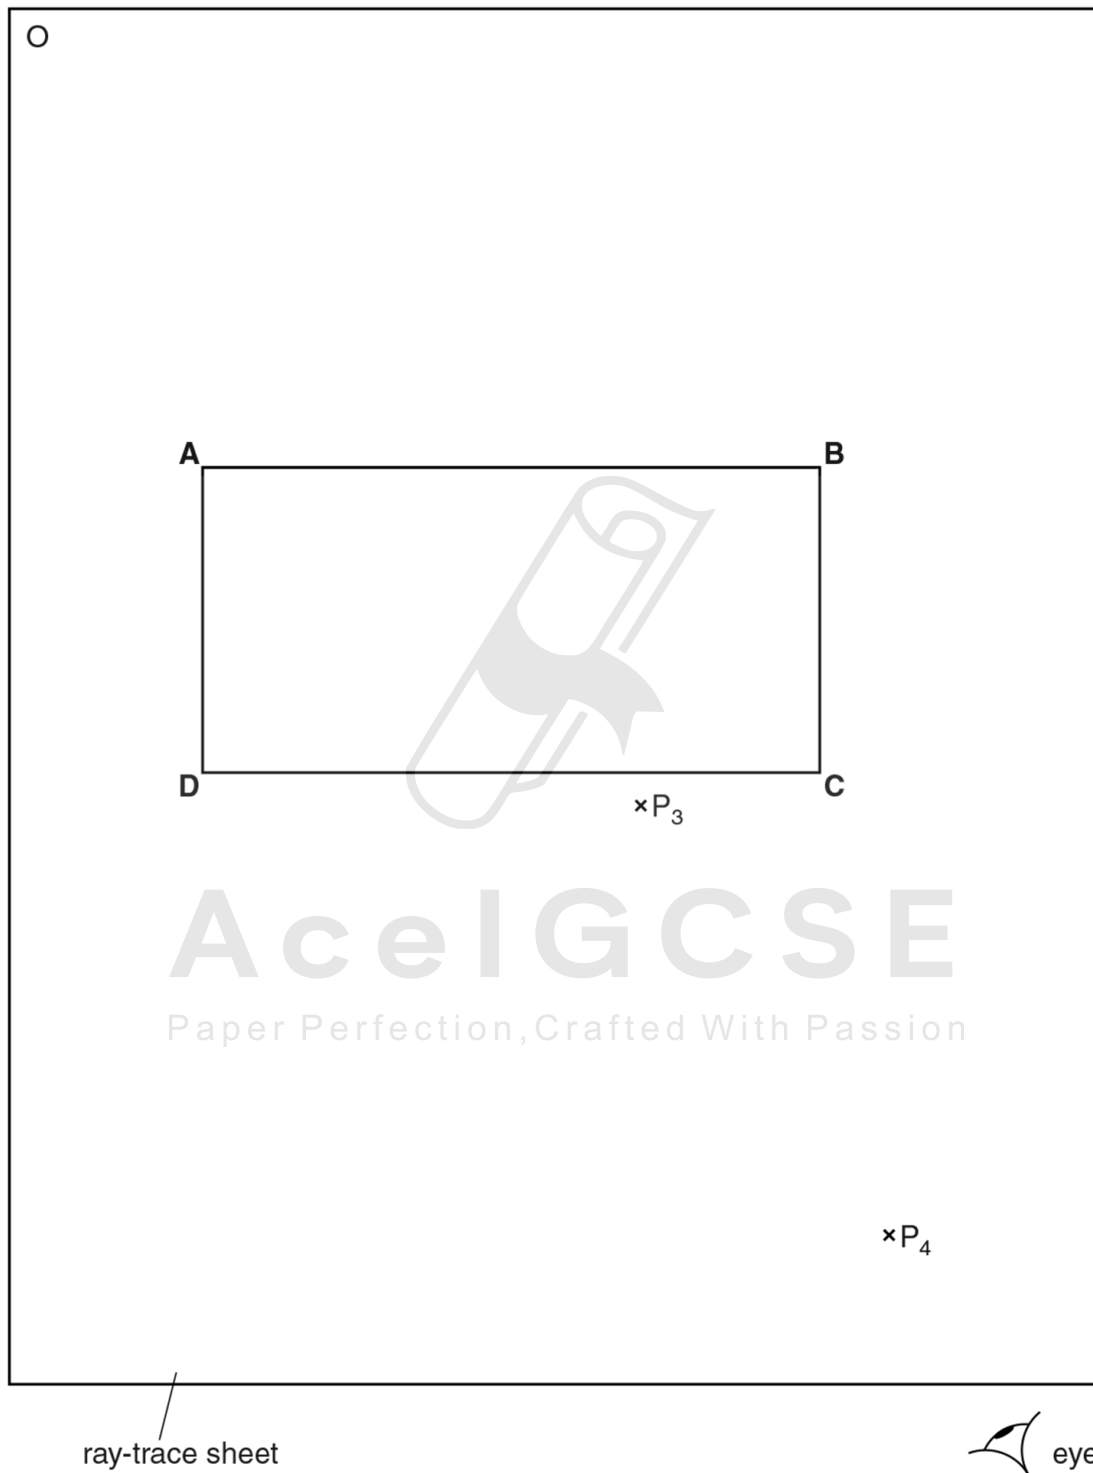 O
A B
D C
×P₃
AceIGCSE
Paper Perfection,Crafted With Passion
×P₄
ray-trace sheet eye